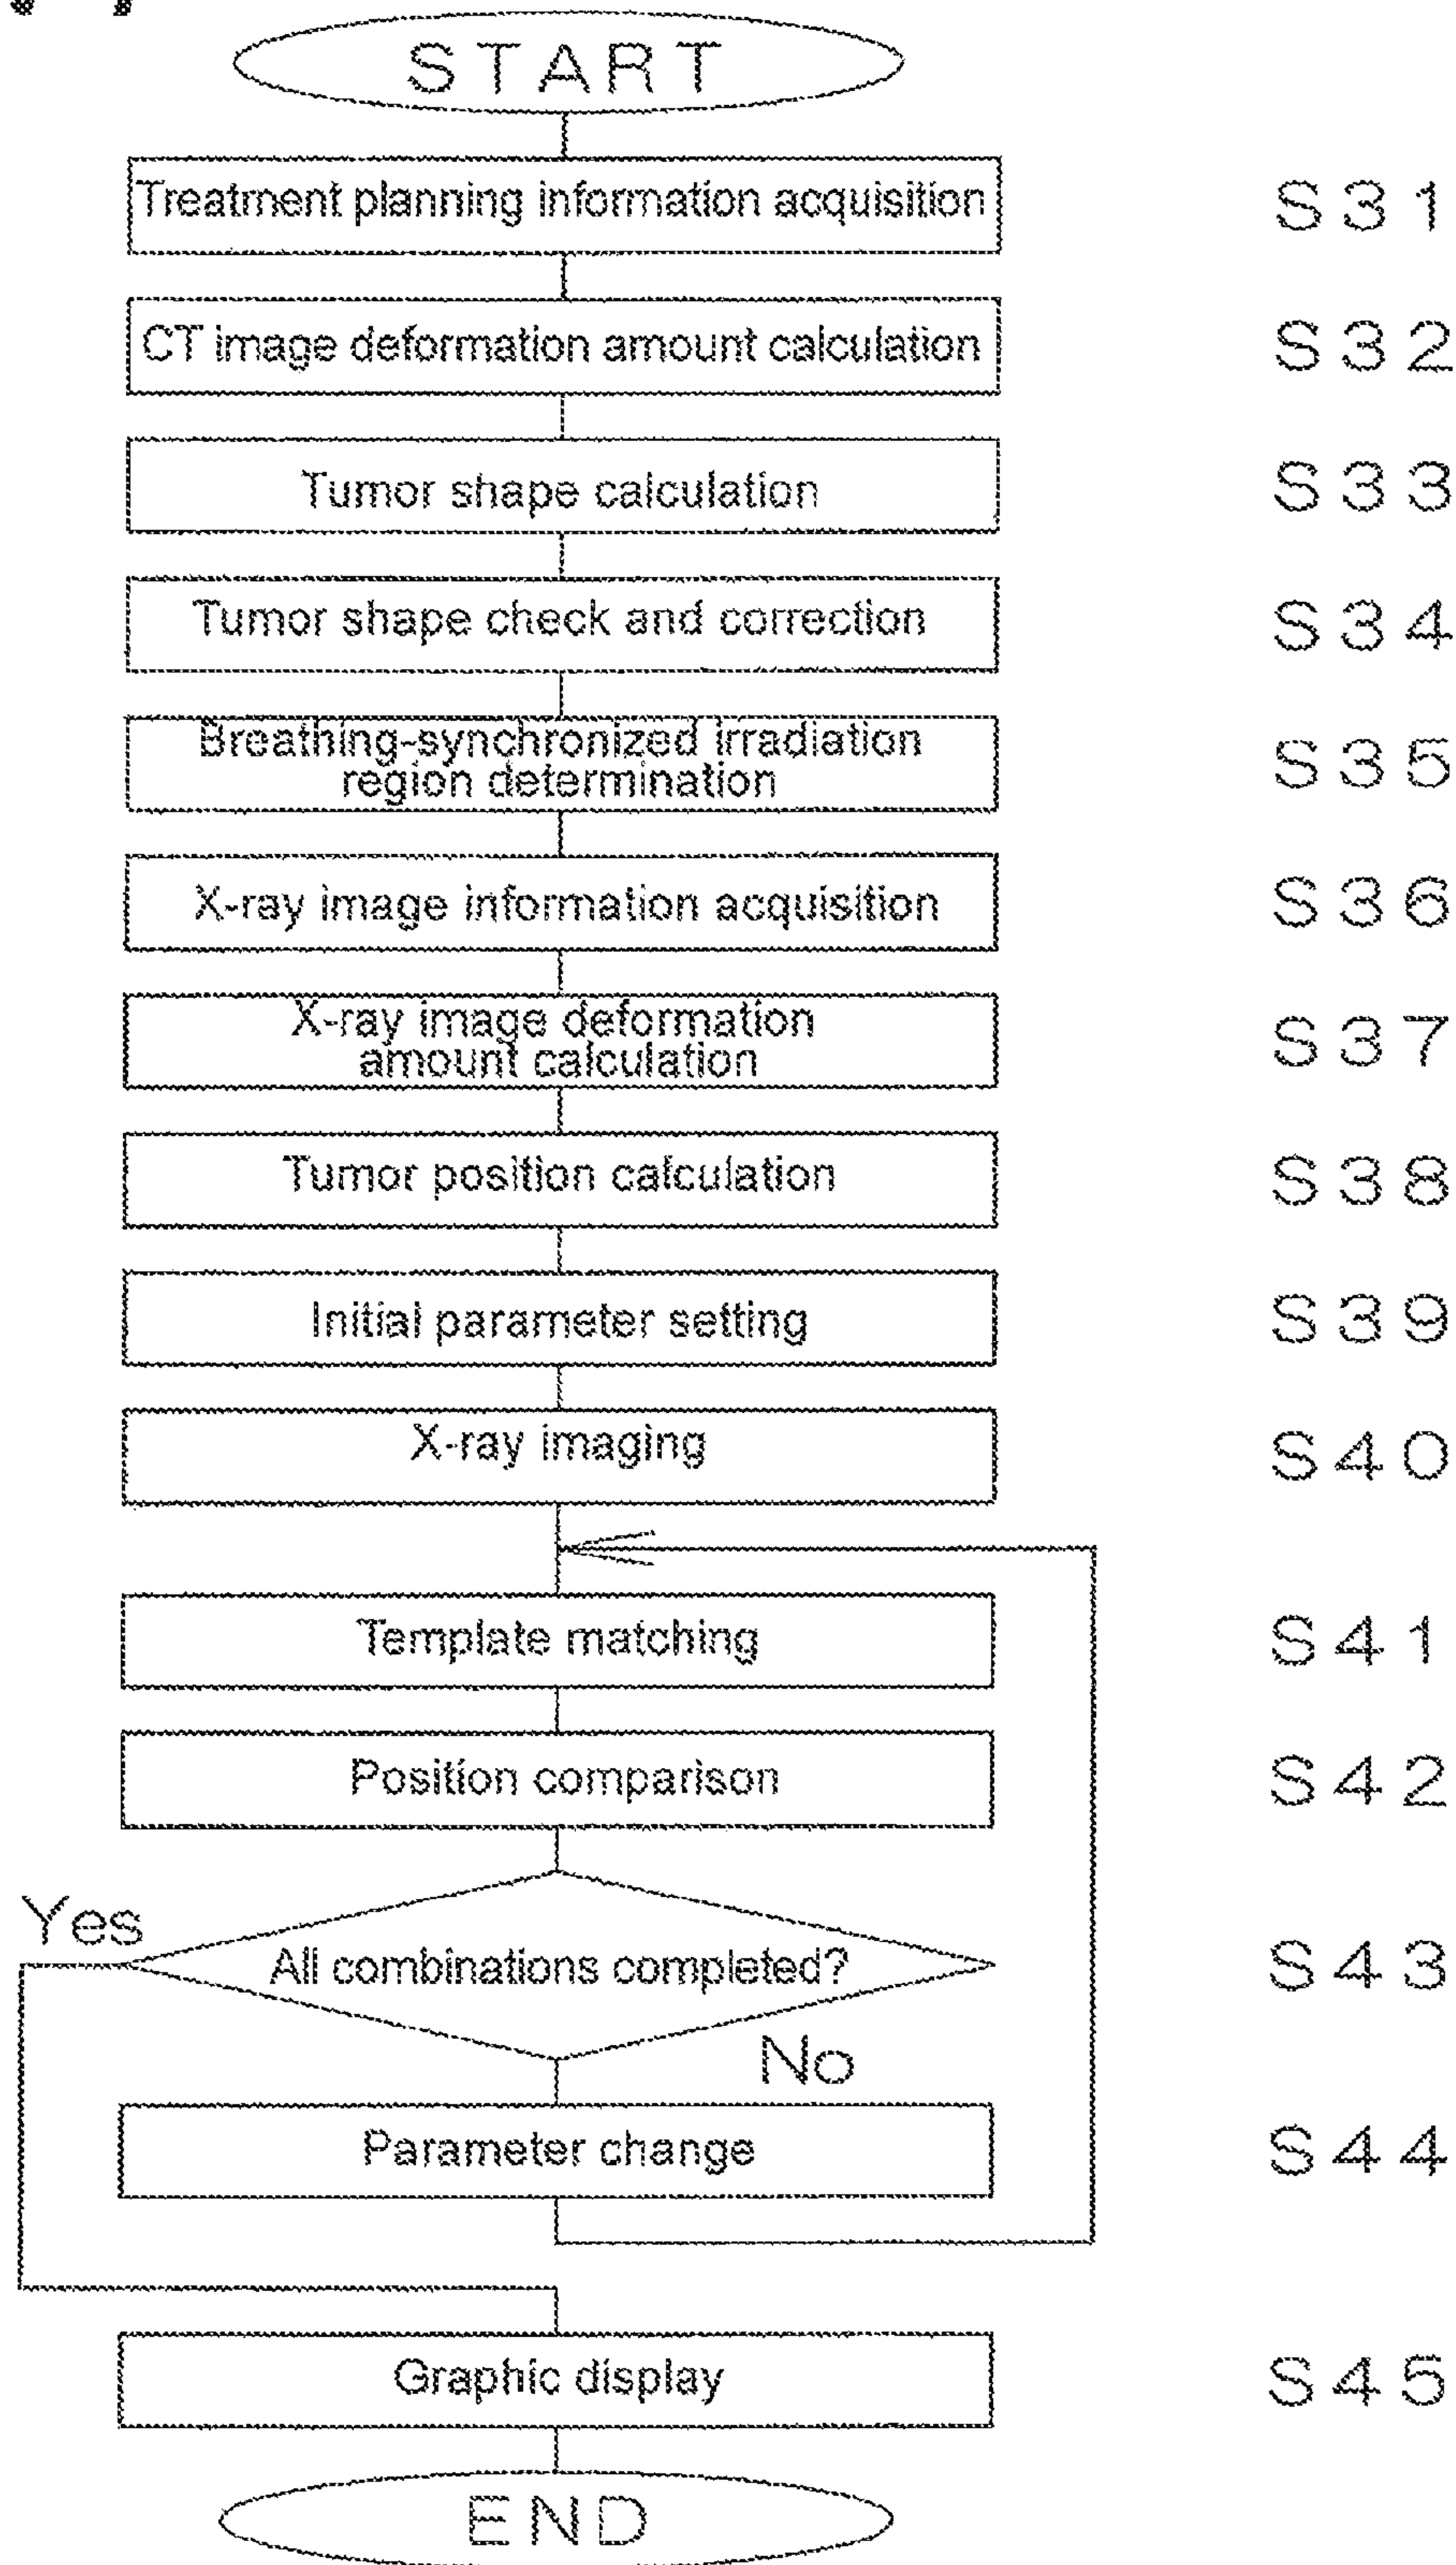 START
Treatment planning information acquisition S31
CT image deformation amount calculation S32
Tumor shape calculation S33
Tumor shape check and correction S34
Breathing-synchronized irradiation
region determination S35
X-ray image information acquisition S36
X-ray image deformation
amount calculation S37
Tumor position calculation S38
Initial parameter setting S39
X-ray imaging S40
Template matching S41
Position comparison S42
Yes
All combinations completed? S43
No
Parameter change S44
Graphic display S45
END